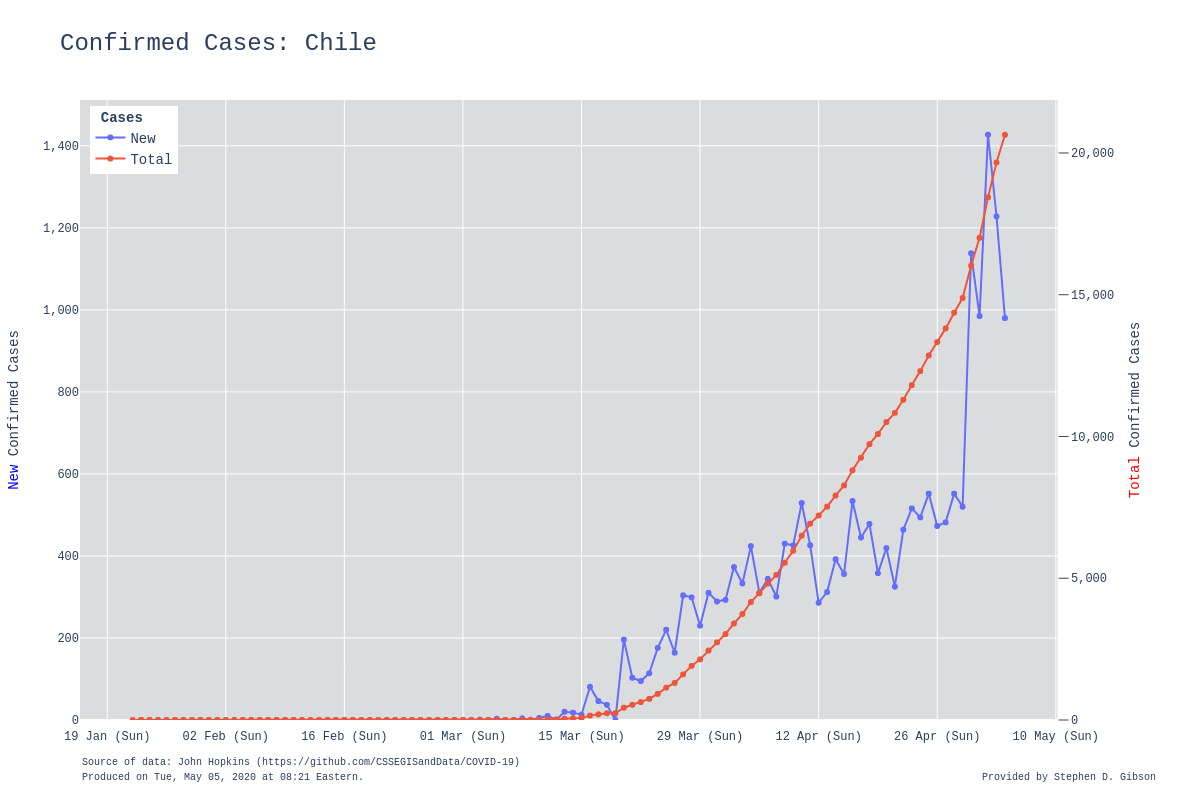 Confirmed Cases: Chile
Cases
New
Total
1,400
1,200
1,000
800
600
400
200
0
20,000
15,000
10,000
5,000
0
New Confirmed Cases
Total Confirmed Cases
19 Jan (Sun) 02 Feb (Sun) 16 Feb (Sun) 01 Mar (Sun) 15 Mar (Sun) 29 Mar (Sun) 12 Apr (Sun) 26 Apr (Sun) 10 May (Sun)
Source of data: John Hopkins (https://github.com/CSSEGISandData/COVID-19)
Produced on Tue, May 05, 2020 at 08:21 Eastern.
Provided by Stephen D. Gibson